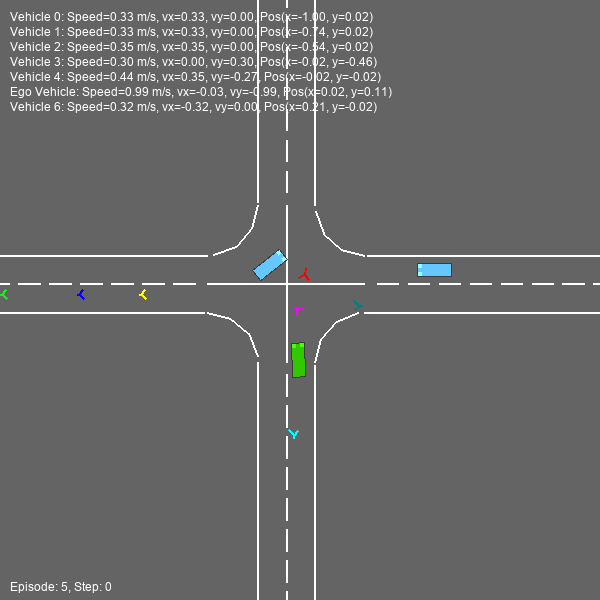 Vehicle 0: Speed=0.33 m/s, vx=0.33, vy=0.00, Pos(x=-1.00, y=0.02)
Vehicle 1: Speed=0.33 m/s, vx=0.33, vy=0.00, Pos(x=-0.74, y=0.02)
Vehicle 2: Speed=0.35 m/s, vx=0.35, vy=0.00, Pos(x=-0.54, y=0.02)
Vehicle 3: Speed=0.30 m/s, vx=0.00, vy=0.30, Pos(x=-0.02, y=-0.46)
Vehicle 4: Speed=0.44 m/s, vx=0.35, vy=-0.27, Pos(x=-0.02, y=-0.02)
Ego Vehicle: Speed=0.99 m/s, vx=-0.03, vy=-0.99, Pos(x=0.02, y=0.11)
Vehicle 6: Speed=0.32 m/s, vx=-0.32, vy=0.00, Pos(x=0.21, y=-0.02)
Episode: 5, Step: 0